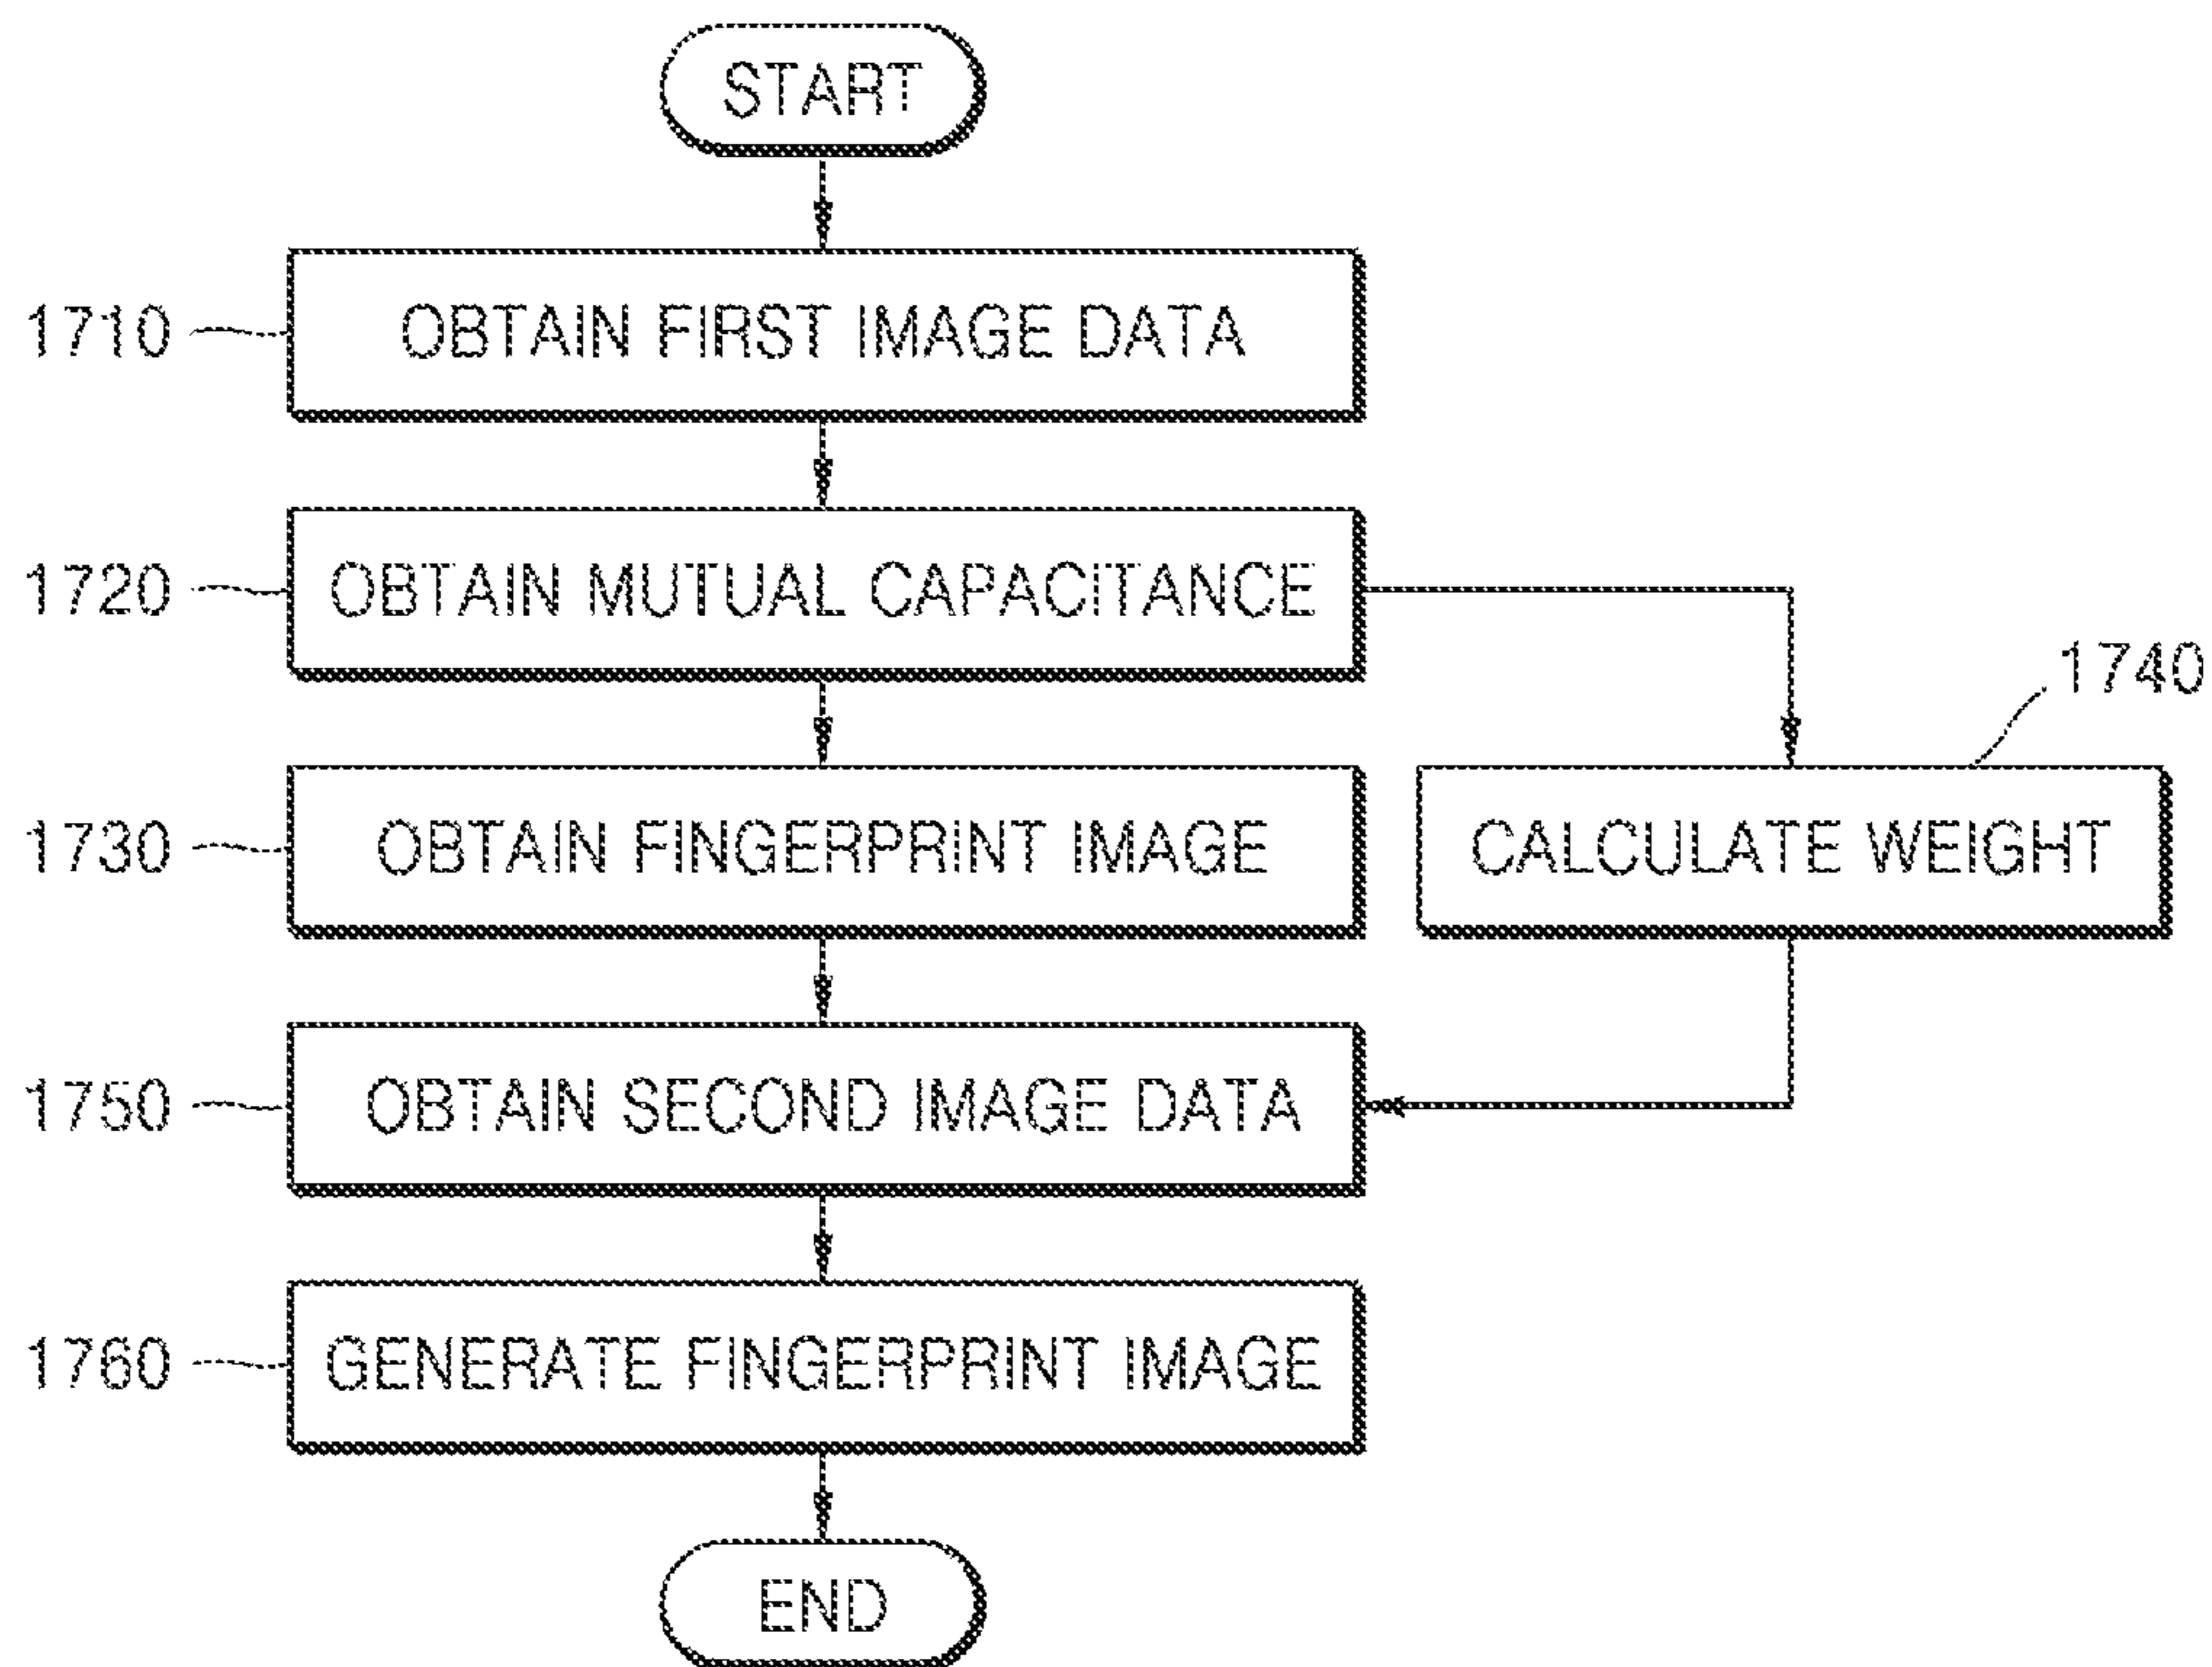 START
1710 OBTAIN FIRST IMAGE DATA
1720 OBTAIN MUTUAL CAPACITANCE
1740
1730 OBTAIN FINGERPRINT IMAGE
CALCULATE WEIGHT
1750 OBTAIN SECOND IMAGE DATA
1760 GENERATE FINGERPRINT IMAGE
END